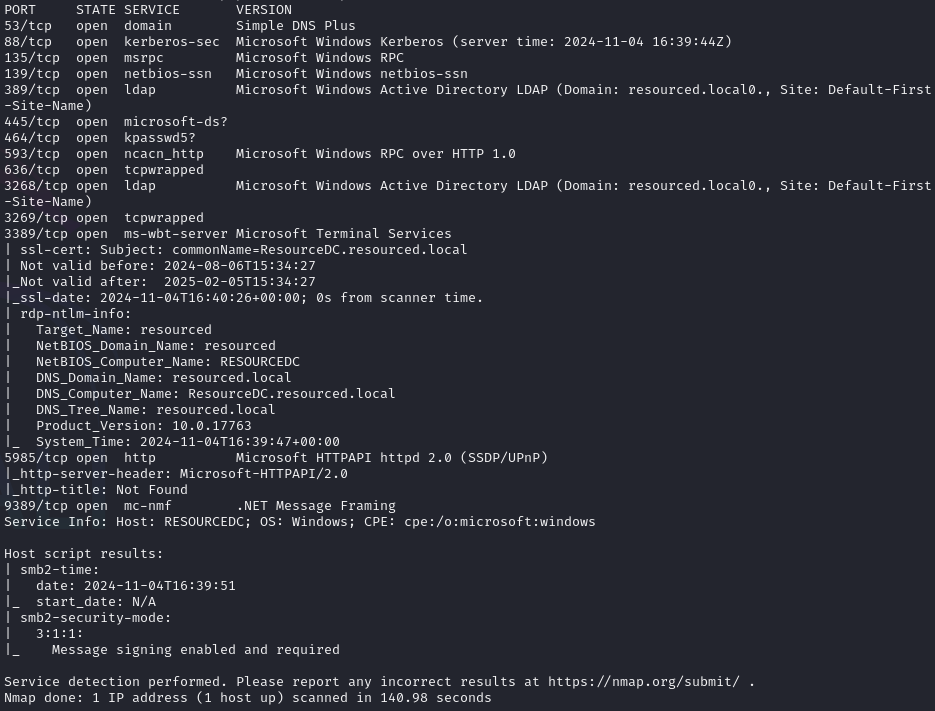 PORT     STATE SERVICE       VERSION
53/tcp   open  domain        Simple DNS Plus
88/tcp   open  kerberos-sec  Microsoft Windows Kerberos (server time: 2024-11-04 16:39:44Z)
135/tcp  open  msrpc         Microsoft Windows RPC
139/tcp  open  netbios-ssn   Microsoft Windows netbios-ssn
389/tcp  open  ldap          Microsoft Windows Active Directory LDAP (Domain: resourced.local0., Site: Default-First
-Site-Name)
445/tcp  open  microsoft-ds?
464/tcp  open  kpasswd5?
593/tcp  open  ncacn_http    Microsoft Windows RPC over HTTP 1.0
636/tcp  open  tcpwrapped
3268/tcp open  ldap          Microsoft Windows Active Directory LDAP (Domain: resourced.local0., Site: Default-First
-Site-Name)
3269/tcp open  tcpwrapped
3389/tcp open  ms-wbt-server Microsoft Terminal Services
| ssl-cert: Subject: commonName=ResourceDC.resourced.local
| Not valid before: 2024-08-06T15:34:27
|_Not valid after:  2025-02-05T15:34:27
|_ssl-date: 2024-11-04T16:40:26+00:00; 0s from scanner time.
| rdp-ntlm-info:
|   Target_Name: resourced
|   NetBIOS_Domain_Name: resourced
|   NetBIOS_Computer_Name: RESOURCEDC
|   DNS_Domain_Name: resourced.local
|   DNS_Computer_Name: ResourceDC.resourced.local
|   DNS_Tree_Name: resourced.local
|   Product_Version: 10.0.17763
|_  System_Time: 2024-11-04T16:39:47+00:00
5985/tcp open  http          Microsoft HTTPAPI httpd 2.0 (SSDP/UPnP)
|_http-server-header: Microsoft-HTTPAPI/2.0
|_http-title: Not Found
9389/tcp open  mc-nmf        .NET Message Framing
Service Info: Host: RESOURCEDC; OS: Windows; CPE: cpe:/o:microsoft:windows

Host script results:
| smb2-time:
|   date: 2024-11-04T16:39:51
|_  start_date: N/A
| smb2-security-mode:
|   3:1:1:
|_    Message signing enabled and required

Service detection performed. Please report any incorrect results at https://nmap.org/submit/ .
Nmap done: 1 IP address (1 host up) scanned in 140.98 seconds